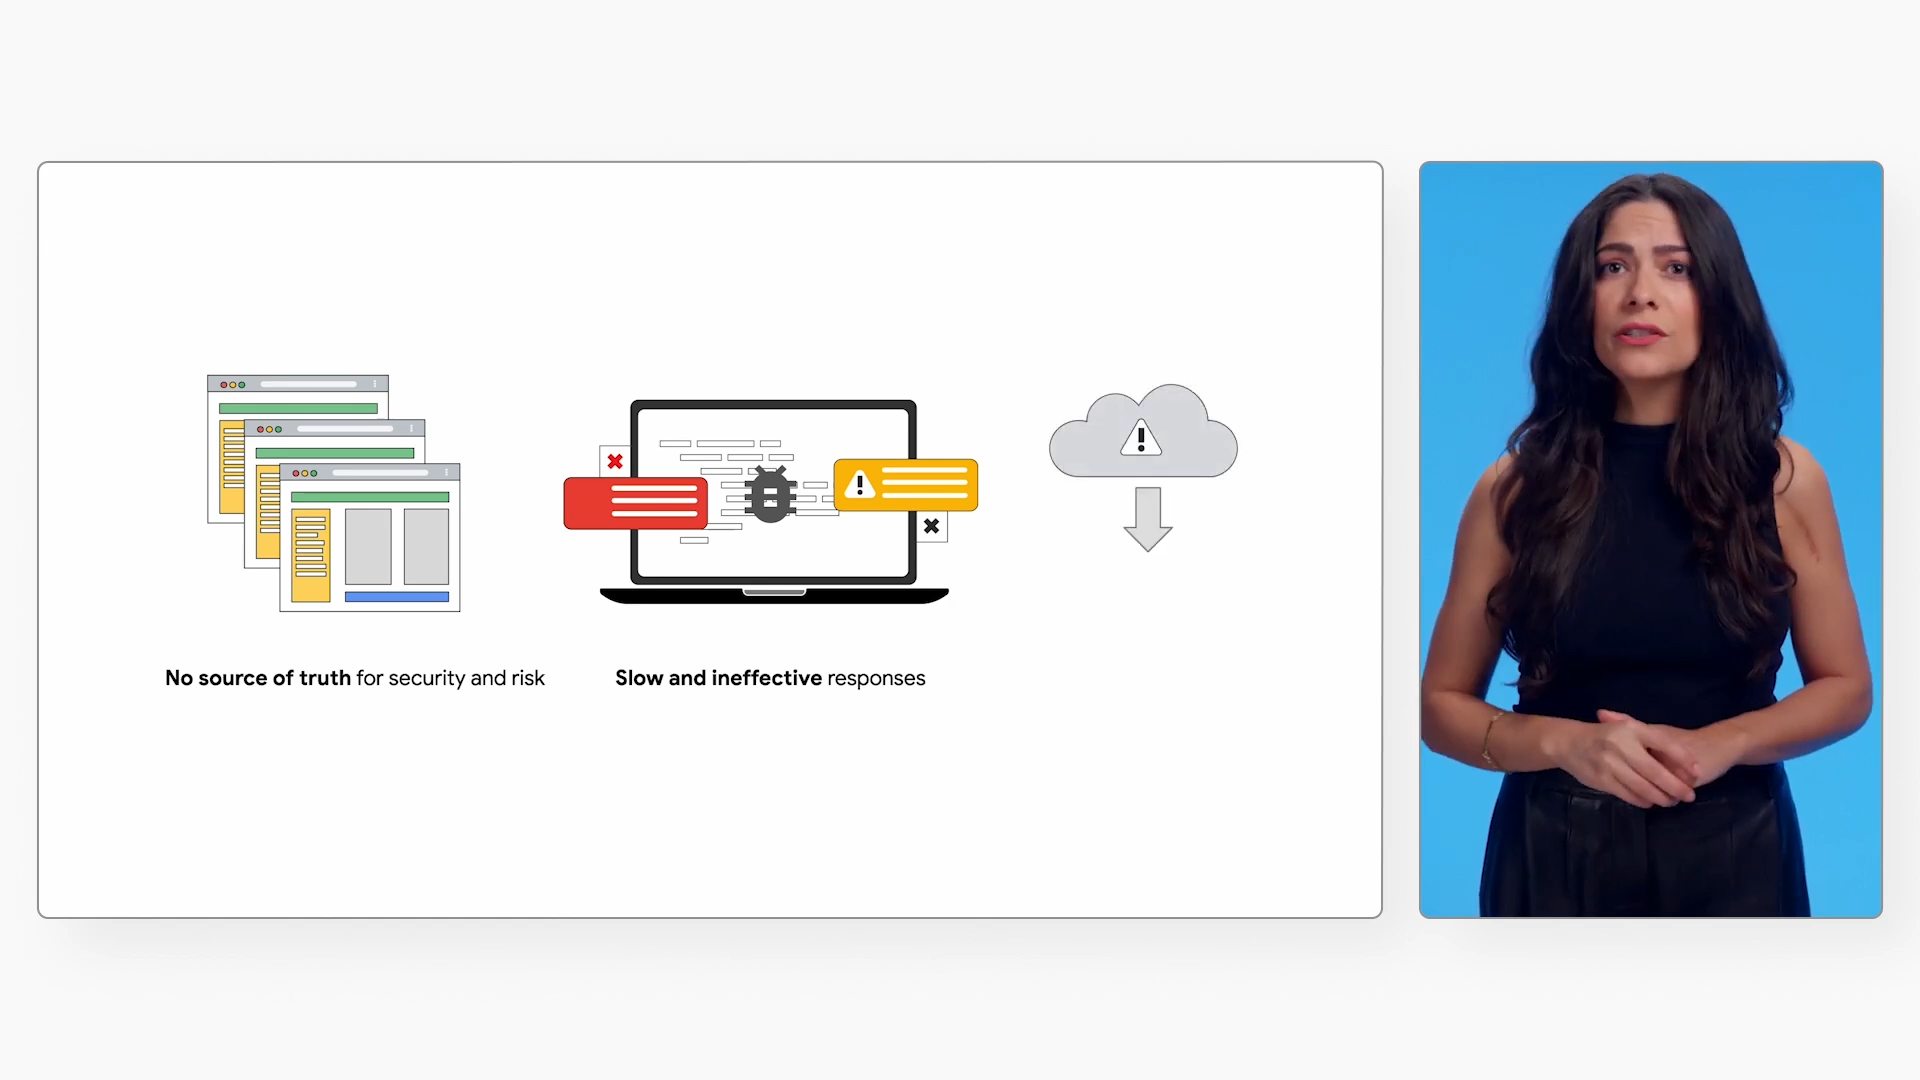 No source of truth for security and risk
Slow and ineffective responses